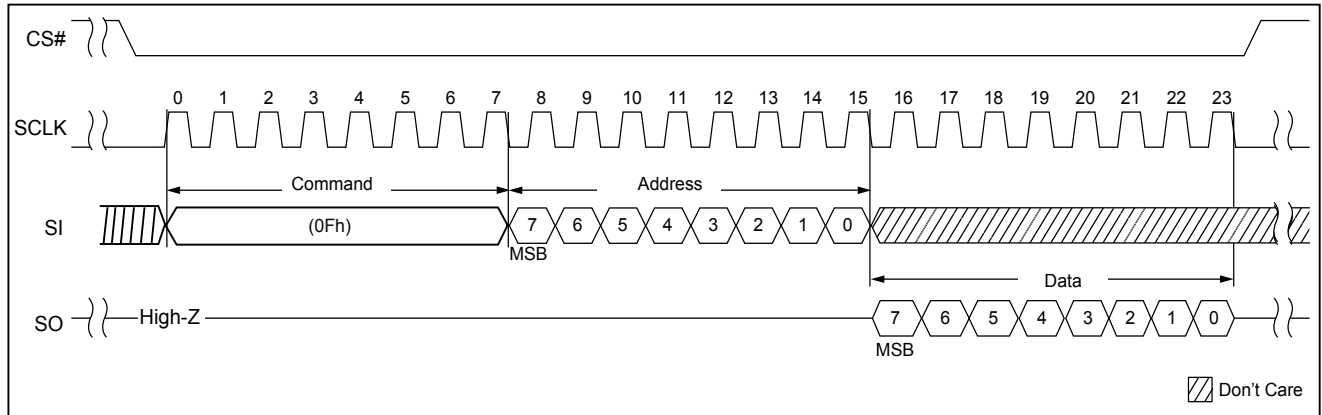 CS#
0 1 2 3 4 5 6 7 8 9 10 11 12 13 14 15 16 17 18 19 20 21 22 23
SCLK
Command Address
SI (0Fh) 7 6 5 4 3 2 1 0
MSB
Data
SO High-Z 7 6 5 4 3 2 1 0
MSB
Don't Care